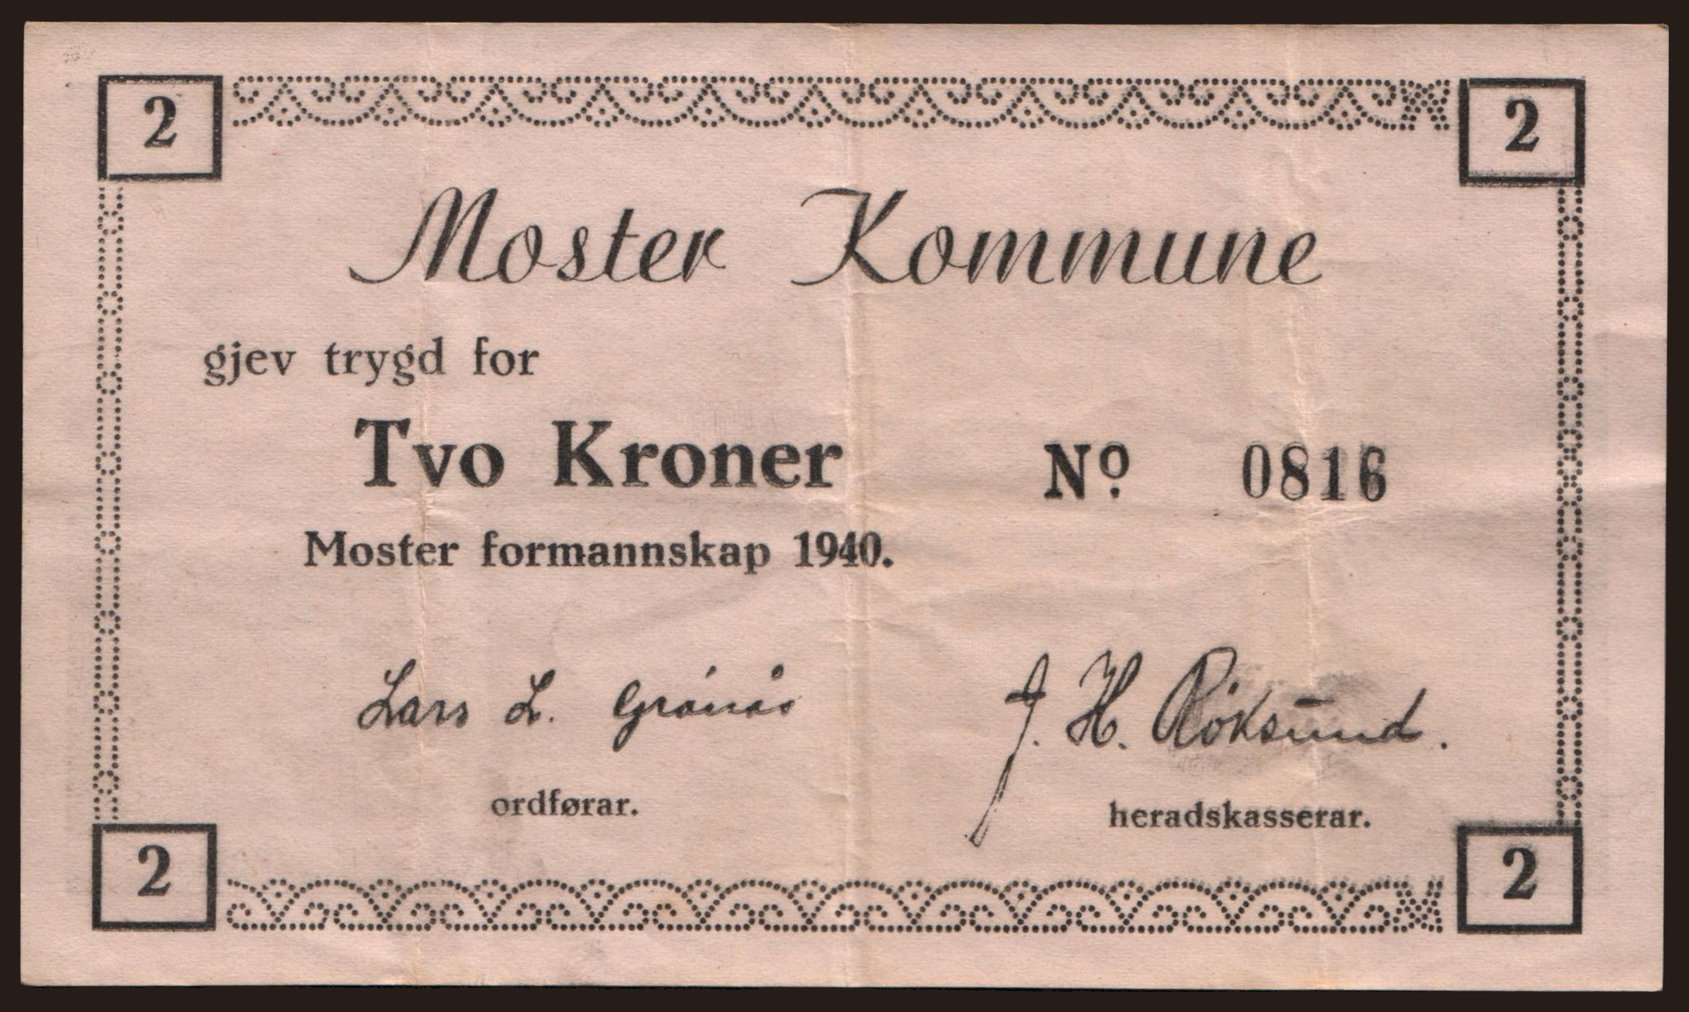 2 2
Moster Kommune
gjev trygd for
Tvo Kroner Nº 0816
Moster formannskap 1940.
Lars L. Grønås J. H. Røksund.
ordførar. heradskasserar.
2 2